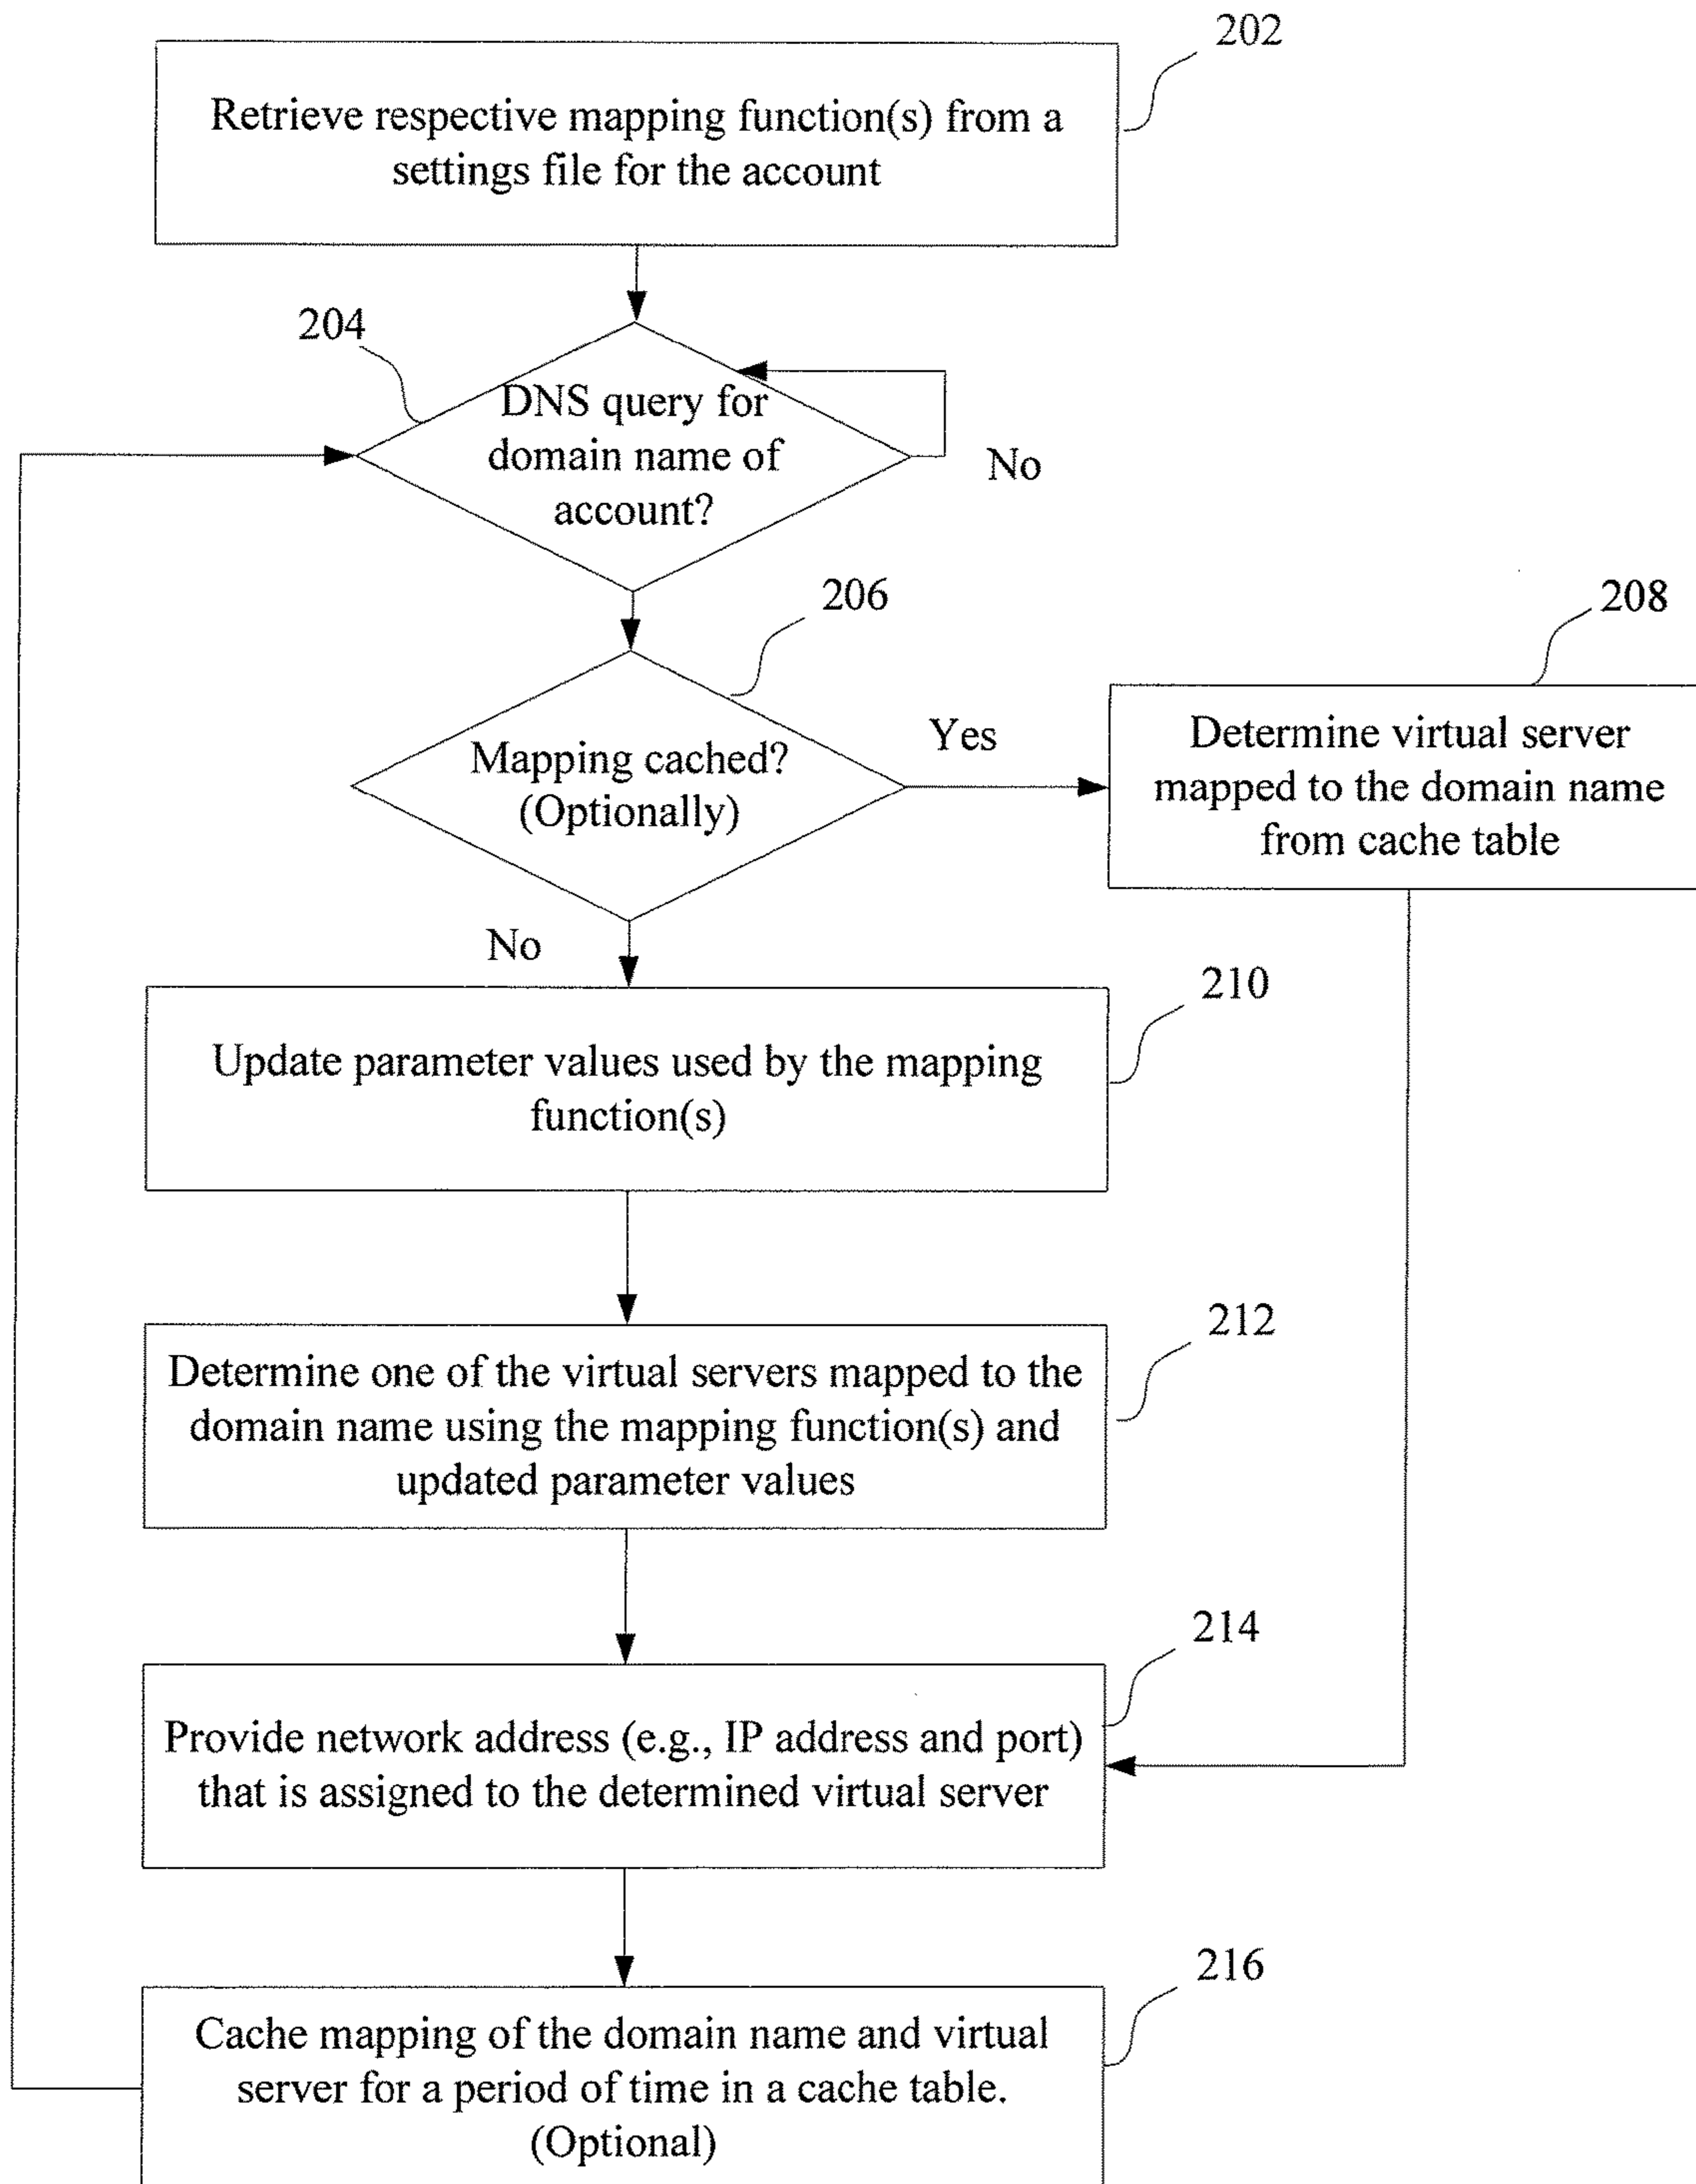 202
Retrieve respective mapping function(s) from a
settings file for the account
204
DNS query for
domain name of
account?
No
206
208
Mapping cached?
(Optionally)
Yes
Determine virtual server
mapped to the domain name
from cache table
No
210
Update parameter values used by the mapping
function(s)
212
Determine one of the virtual servers mapped to the
domain name using the mapping function(s) and
updated parameter values
214
Provide network address (e.g., IP address and port)
that is assigned to the determined virtual server
216
Cache mapping of the domain name and virtual
server for a period of time in a cache table.
(Optional)